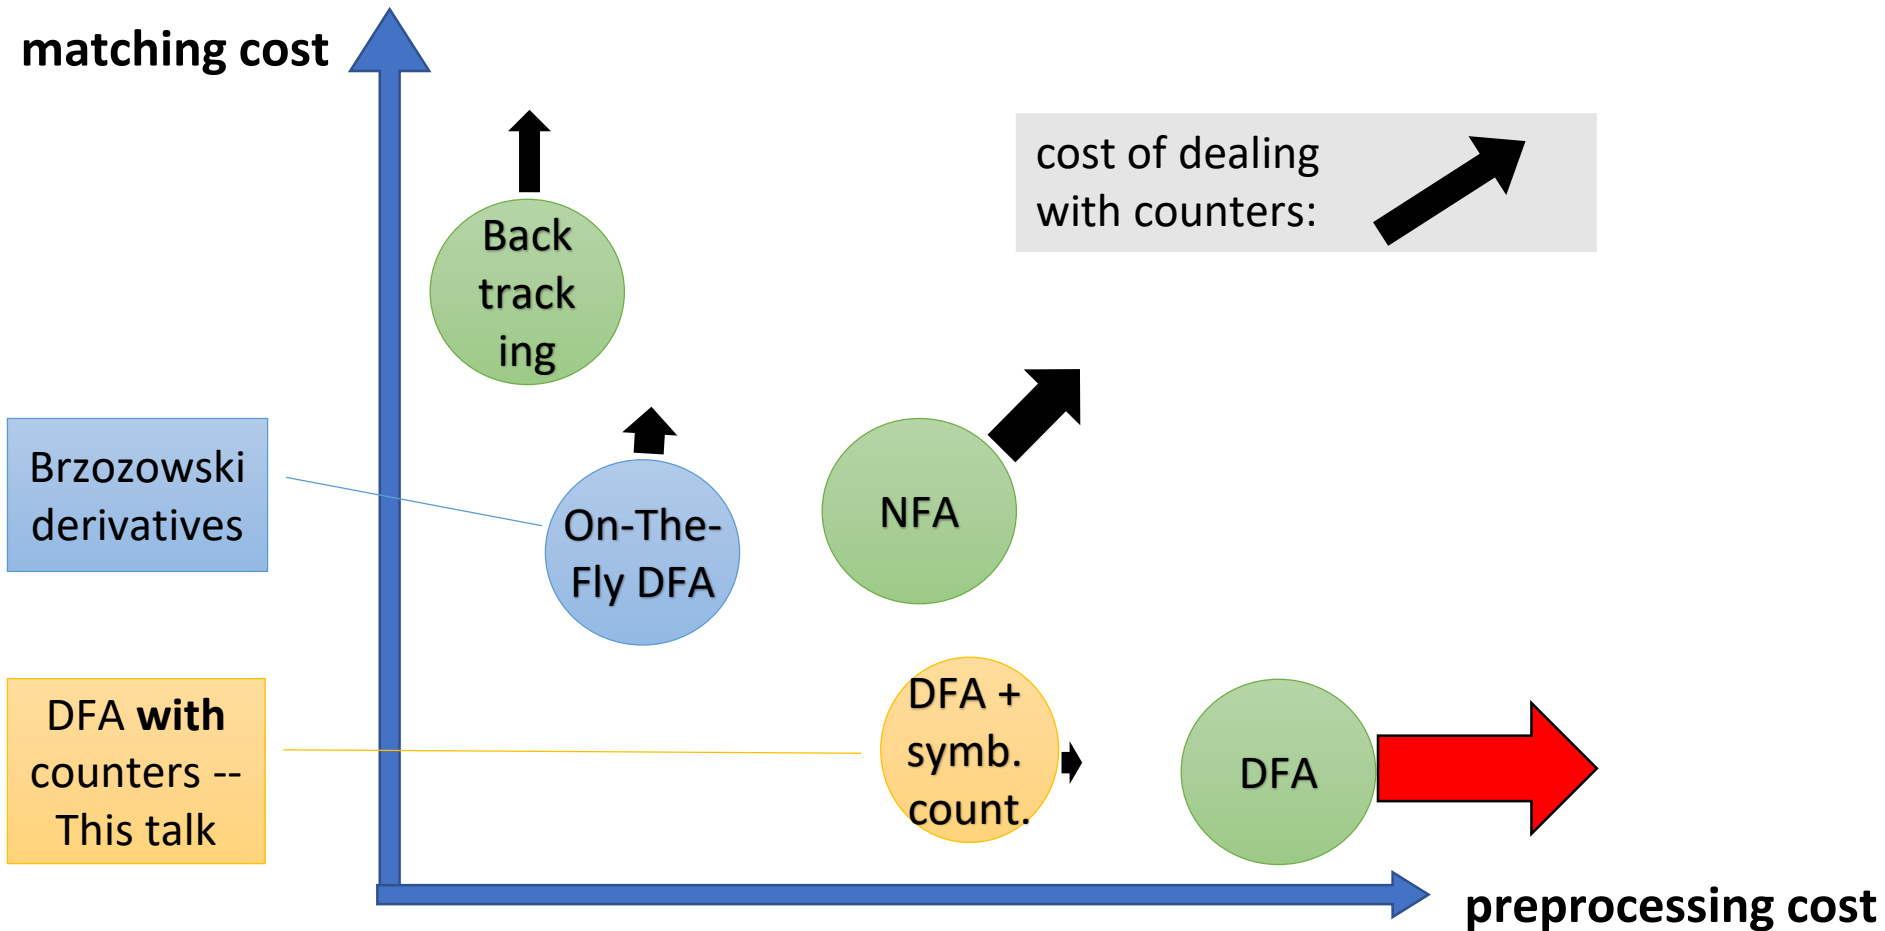 matching cost
cost of dealing
with counters:
Back
track
ing
Brzozowski
derivatives
On-The-
Fly DFA
NFA
DFA with
counters --
This talk
DFA +
symb.
count.
DFA
preprocessing cost